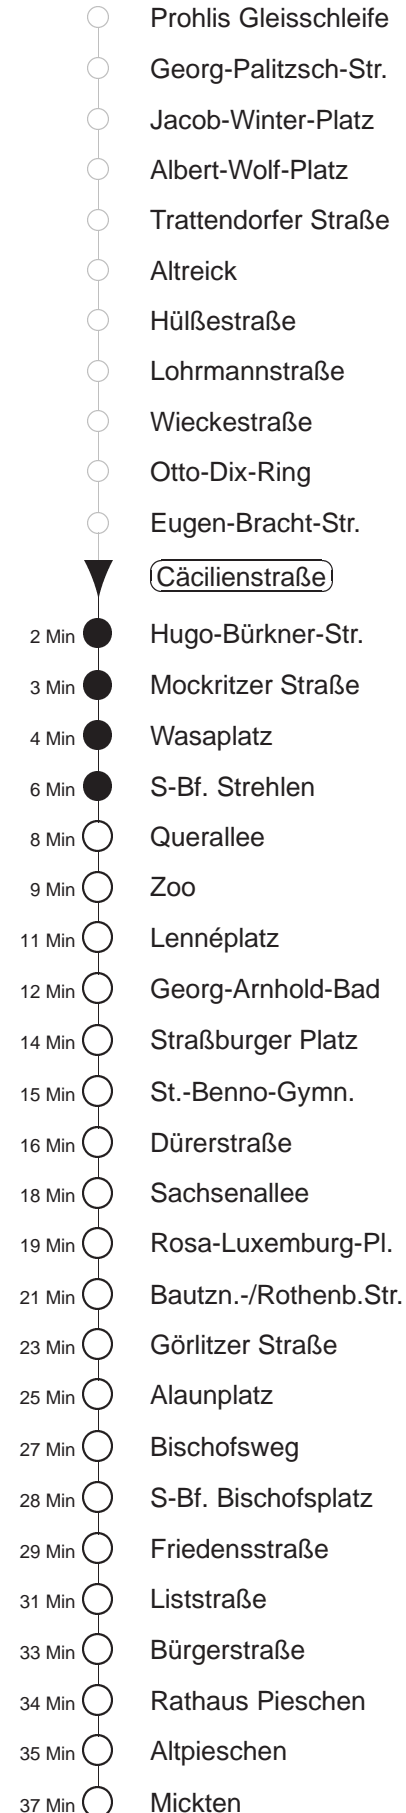 Prohlis Gleisschleife
Georg-Palitzsch-Str.
Jacob-Winter-Platz
Albert-Wolf-Platz
Trattendorfer Straße
Altreick
Hülßestraße
Lohrmannstraße
Wieckestraße
Otto-Dix-Ring
Eugen-Bracht-Str.
Cäcilienstraße
2 Min Hugo-Bürkner-Str.
3 Min Mockritzer Straße
4 Min Wasaplatz
6 Min S-Bf. Strehlen
8 Min Querallee
9 Min Zoo
11 Min Lennéplatz
12 Min Georg-Arnhold-Bad
14 Min Straßburger Platz
15 Min St.-Benno-Gymn.
16 Min Dürerstraße
18 Min Sachsenallee
19 Min Rosa-Luxemburg-Pl.
21 Min Bautzn.-/Rothenb.Str.
23 Min Görlitzer Straße
25 Min Alaunplatz
27 Min Bischofsweg
28 Min S-Bf. Bischofsplatz
29 Min Friedensstraße
31 Min Liststraße
33 Min Bürgerstraße
34 Min Rathaus Pieschen
35 Min Altpieschen
37 Min Mickten